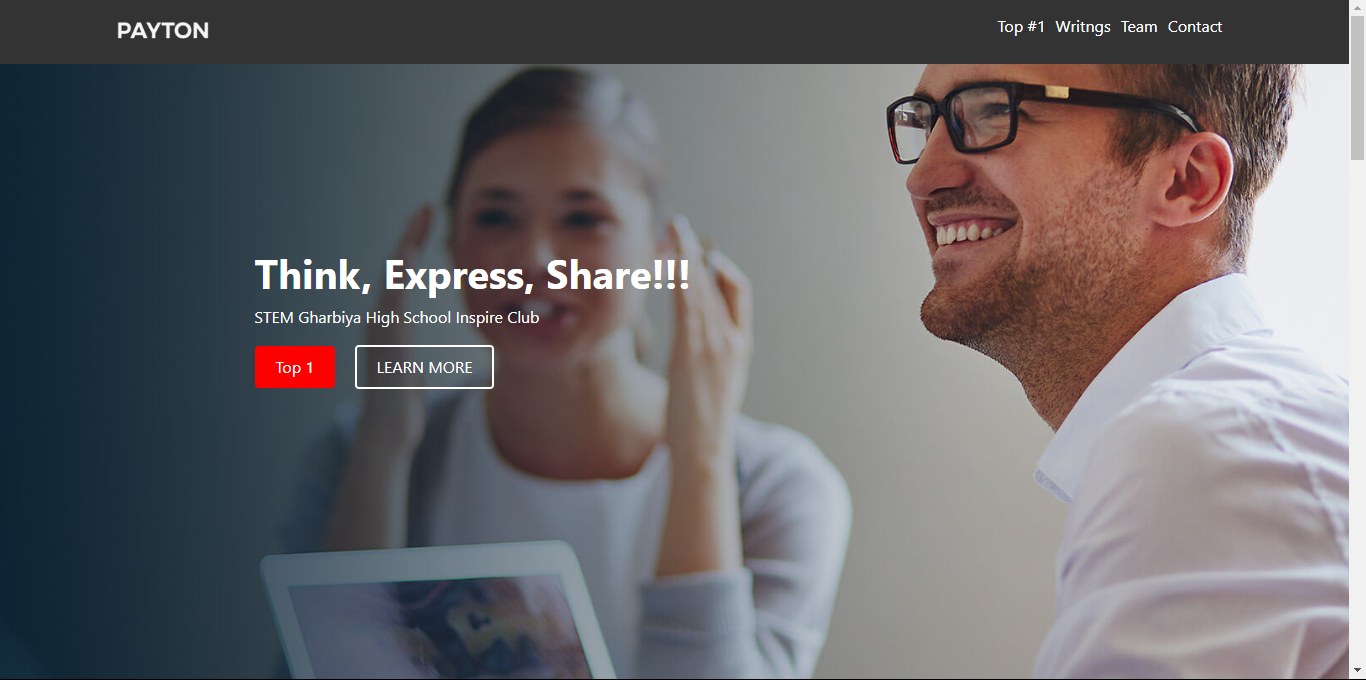 PAYTON
Top #1 Writngs Team Contact
Think, Express, Share!!!
STEM Gharbiya High School Inspire Club
Top 1
LEARN MORE